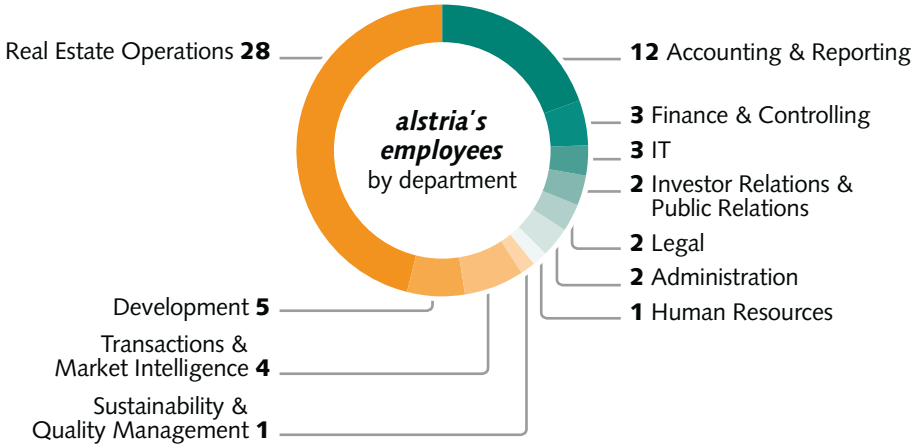 Real Estate Operations 28
12 Accounting & Reporting
3 Finance & Controlling
3 IT
2 Investor Relations &
Public Relations
2 Legal
2 Administration
1 Human Resources
alstria's
employees
by department
Development 5
Transactions &
Market Intelligence 4
Sustainability &
Quality Management 1